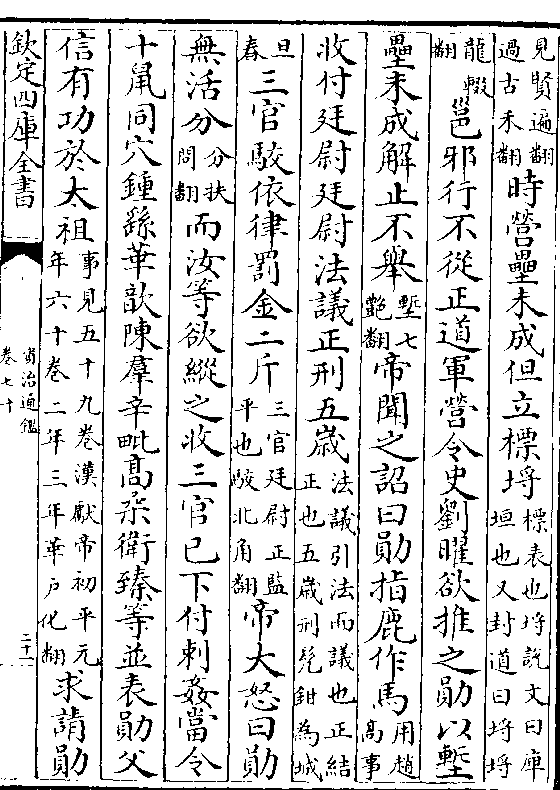 見賢遍翻
過古禾翻時營壘未成但立標埒標表也埒說文曰庳
垣也又封道曰埒埒
龍輟
翻邕邪行不從正道軍營令史劉曜欲推之勛以塹
壘未成解止不舉塹七
艷翻帝聞之詔曰勛指鹿作馬用趙
高事
收付廷尉廷尉法議正刑五歲法議引法而議也正結
正也五歲刑髠鉗為城
旦
舂三官駮依律罰金二斤三官廷尉正監
平也駮北角翻帝大怒曰勛
無活分分扶
問翻而汝等欲縱之收三官已下付刺姦當令
十鼠同穴鍾繇華歆陳羣辛毗高柔衛臻等並表勛父
信有功於太祖事見五十九卷漢獻帝初平元
年六十卷二年三年華戶化翻求請勛
欽定四庫全書
資治通鑑
卷七十
二十一